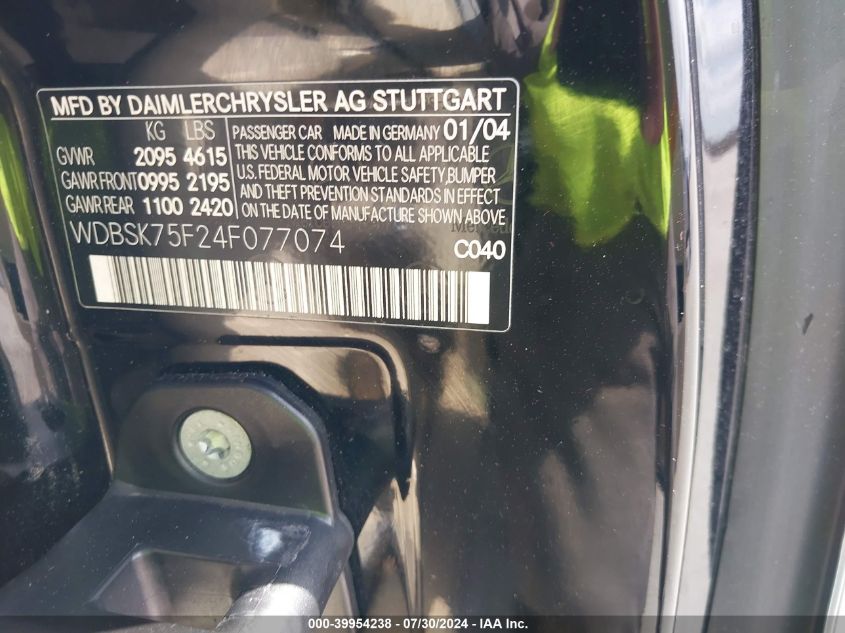 MFD BY DAIMLERCHRYSLER AG STUTTGART
KG LBS
GVWR 2095 4615
GAWR FRONT0995 2195
GAWR REAR 1100 2420
PASSENGER CAR MADE IN GERMANY 01/04
THIS VEHICLE CONFORMS TO ALL APPLICABLE
U.S. FEDERAL MOTOR VEHICLE SAFETY,BUMPER
AND THEFT PREVENTION STANDARDS IN EFFECT
ON THE DATE OF MANUFACTURE SHOWN ABOVE
WDBSK75F24F077074
C040
000-39954238 - 07/30/2024 - IAA Inc.